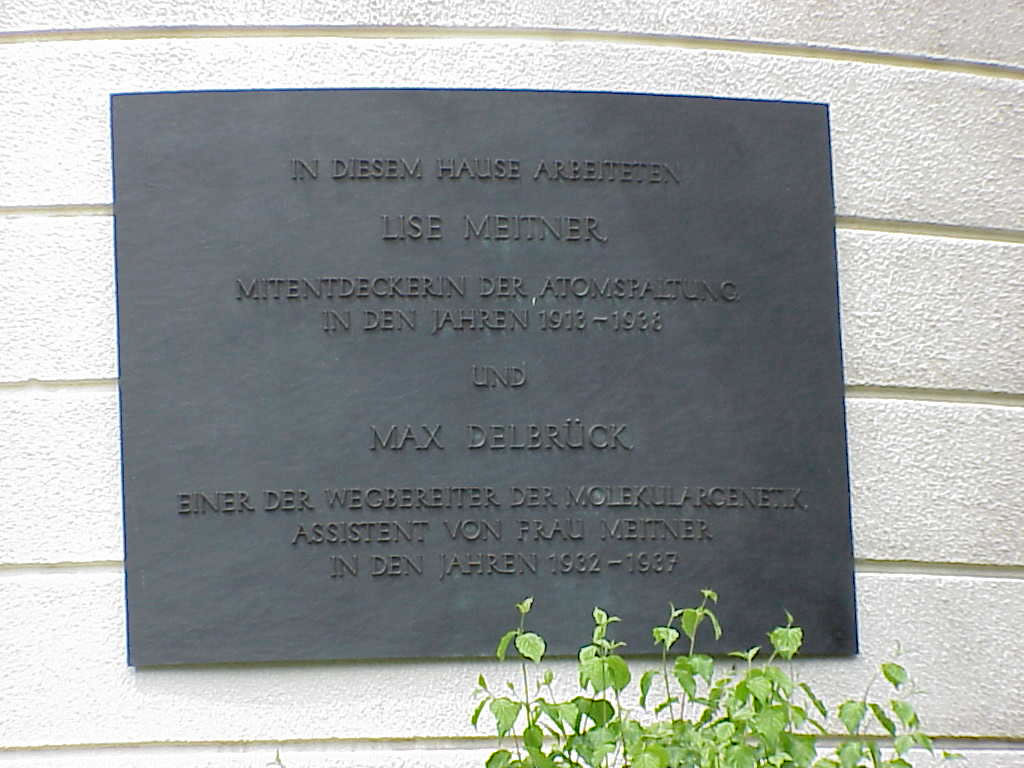 IN DIESEM HAUSE ARBEITETEN
LISE MEITNER,
MITENTDECKERIN DER ATOMSPALTUNG,
IN DEN JAHREN 1913–1938
UND
MAX DELBRÜCK,
EINER DER WEGBEREITER DER MOLEKULARGENETIK,
ASSISTENT VON FRAU MEITNER
IN DEN JAHREN 1932–1937